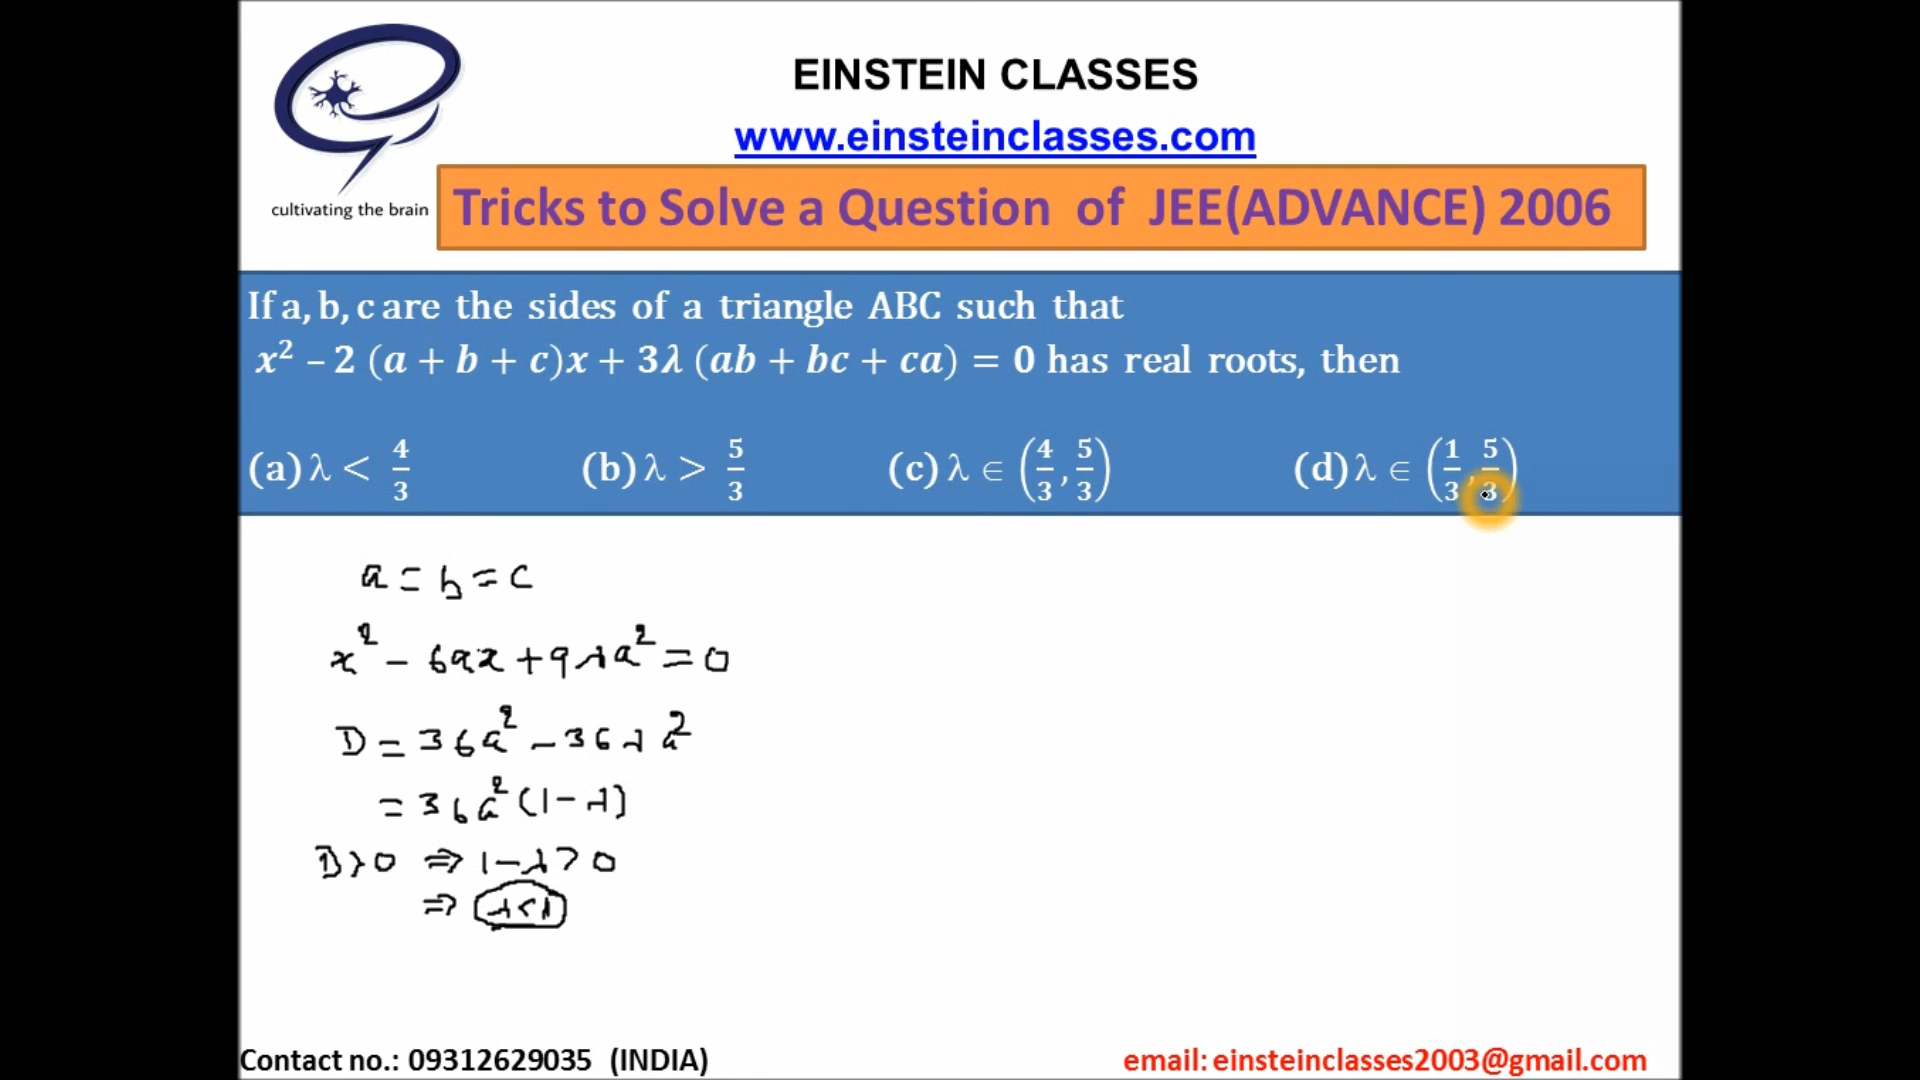 EINSTEIN CLASSES
www.einsteinclasses.com
cultivating the brain
Tricks to Solve a Question of JEE(ADVANCE) 2006
If a, b, c are the sides of a triangle ABC such that
x² – 2 (a + b + c)x + 3λ (ab + bc + ca) = 0 has real roots, then
(a) λ < 4/3 (b) λ > 5/3 (c) λ ∈ (4/3, 5/3) (d) λ ∈ (1/3, 5/3)
a = b = c
x² – 6ax + 9λa² = 0
D = 36a² – 36λa²
= 36a² (1 – λ)
D > 0 ⇒ 1 – λ > 0
⇒ λ < 1
Contact no.: 09312629035 (INDIA)
email: einsteinclasses2003@gmail.com